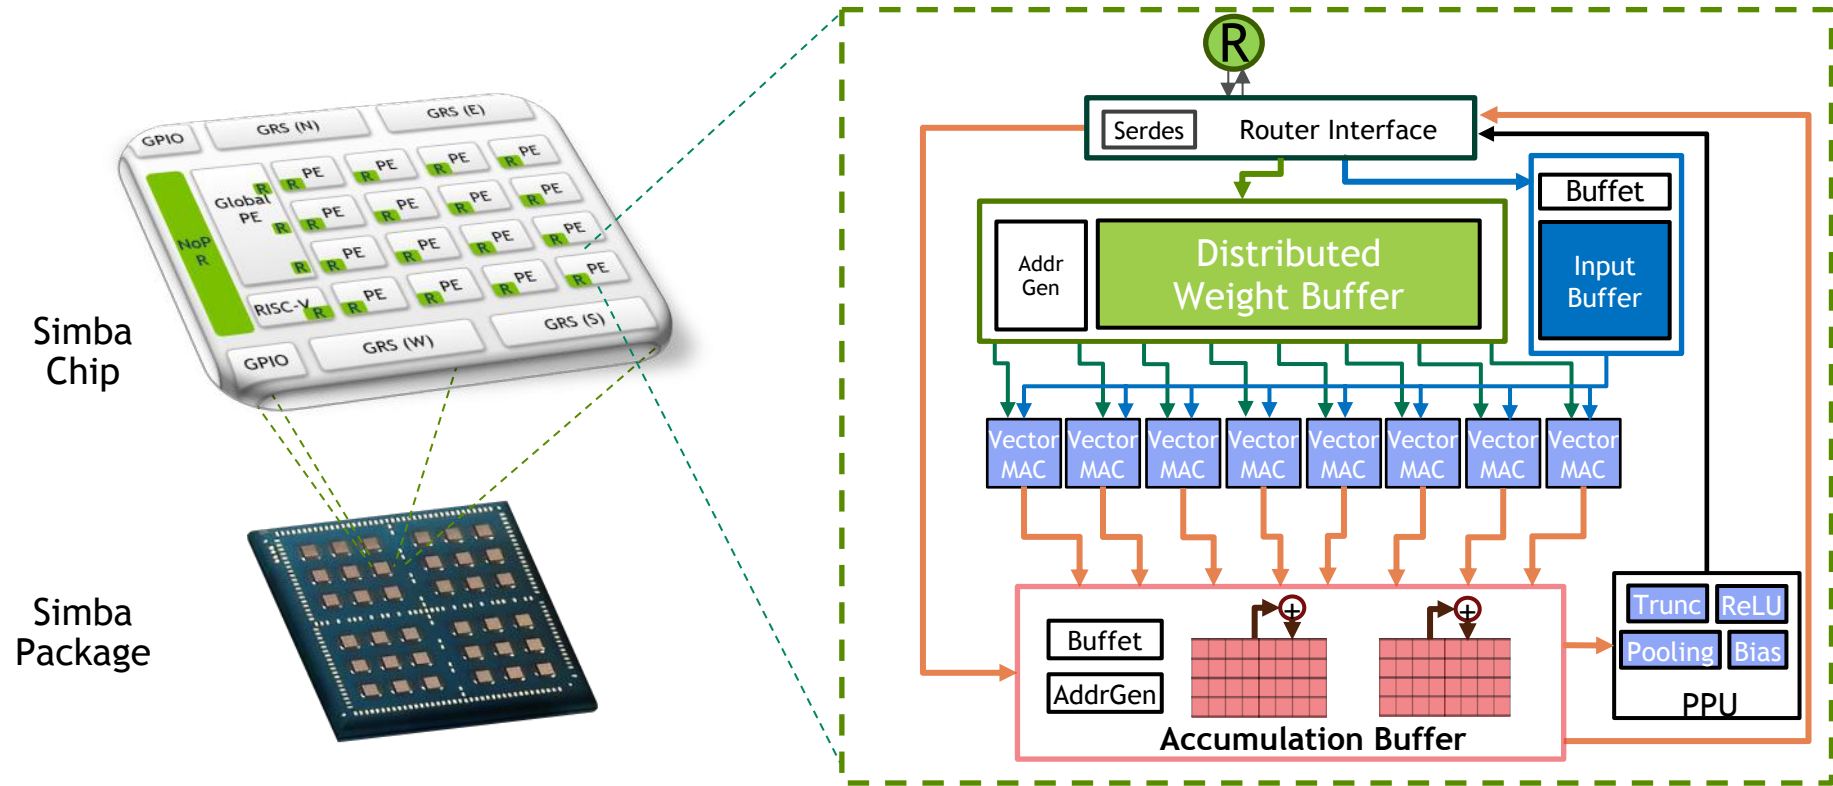 GPIO
GRS (N)
GRS (E)
NoP
R
Global
PE
R
R
R
R PE
R PE
R PE
R PE
R PE
R PE
R PE
R PE
R PE
R PE
R PE
R PE
RISC-V
R
R PE
R PE
R PE
R PE
GPIO
GRS (W)
GRS (S)
Simba
Chip
Simba
Package
R
Serdes
Router Interface
Addr
Gen
Distributed
Weight Buffer
Buffet
Input
Buffer
Vector
MAC
Vector
MAC
Vector
MAC
Vector
MAC
Vector
MAC
Vector
MAC
Vector
MAC
Vector
MAC
Buffet
AddrGen
+
+
Accumulation Buffer
Trunc
ReLU
Pooling
Bias
PPU